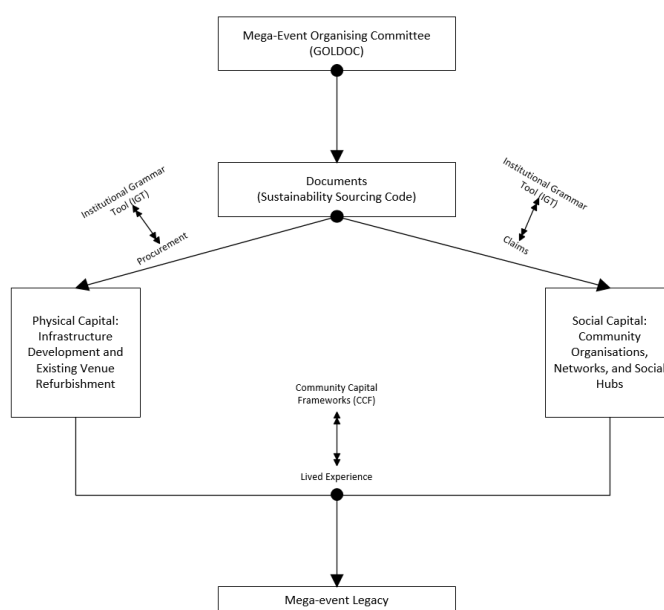 Mega-Event Organising Committee
(GOLDOC)
Documents
(Sustainability Sourcing Code)
Institutional Grammar
Tool (IGT)
Procurement
Institutional Grammar
Tool (IGT)
Claims
Physical Capital:
Infrastructure
Development and
Existing Venue
Refurbishment
Social Capital:
Community
Organisations,
Networks, and Social
Hubs
Community Capital
Frameworks (CCF)
Lived Experience
Mega-event Legacy